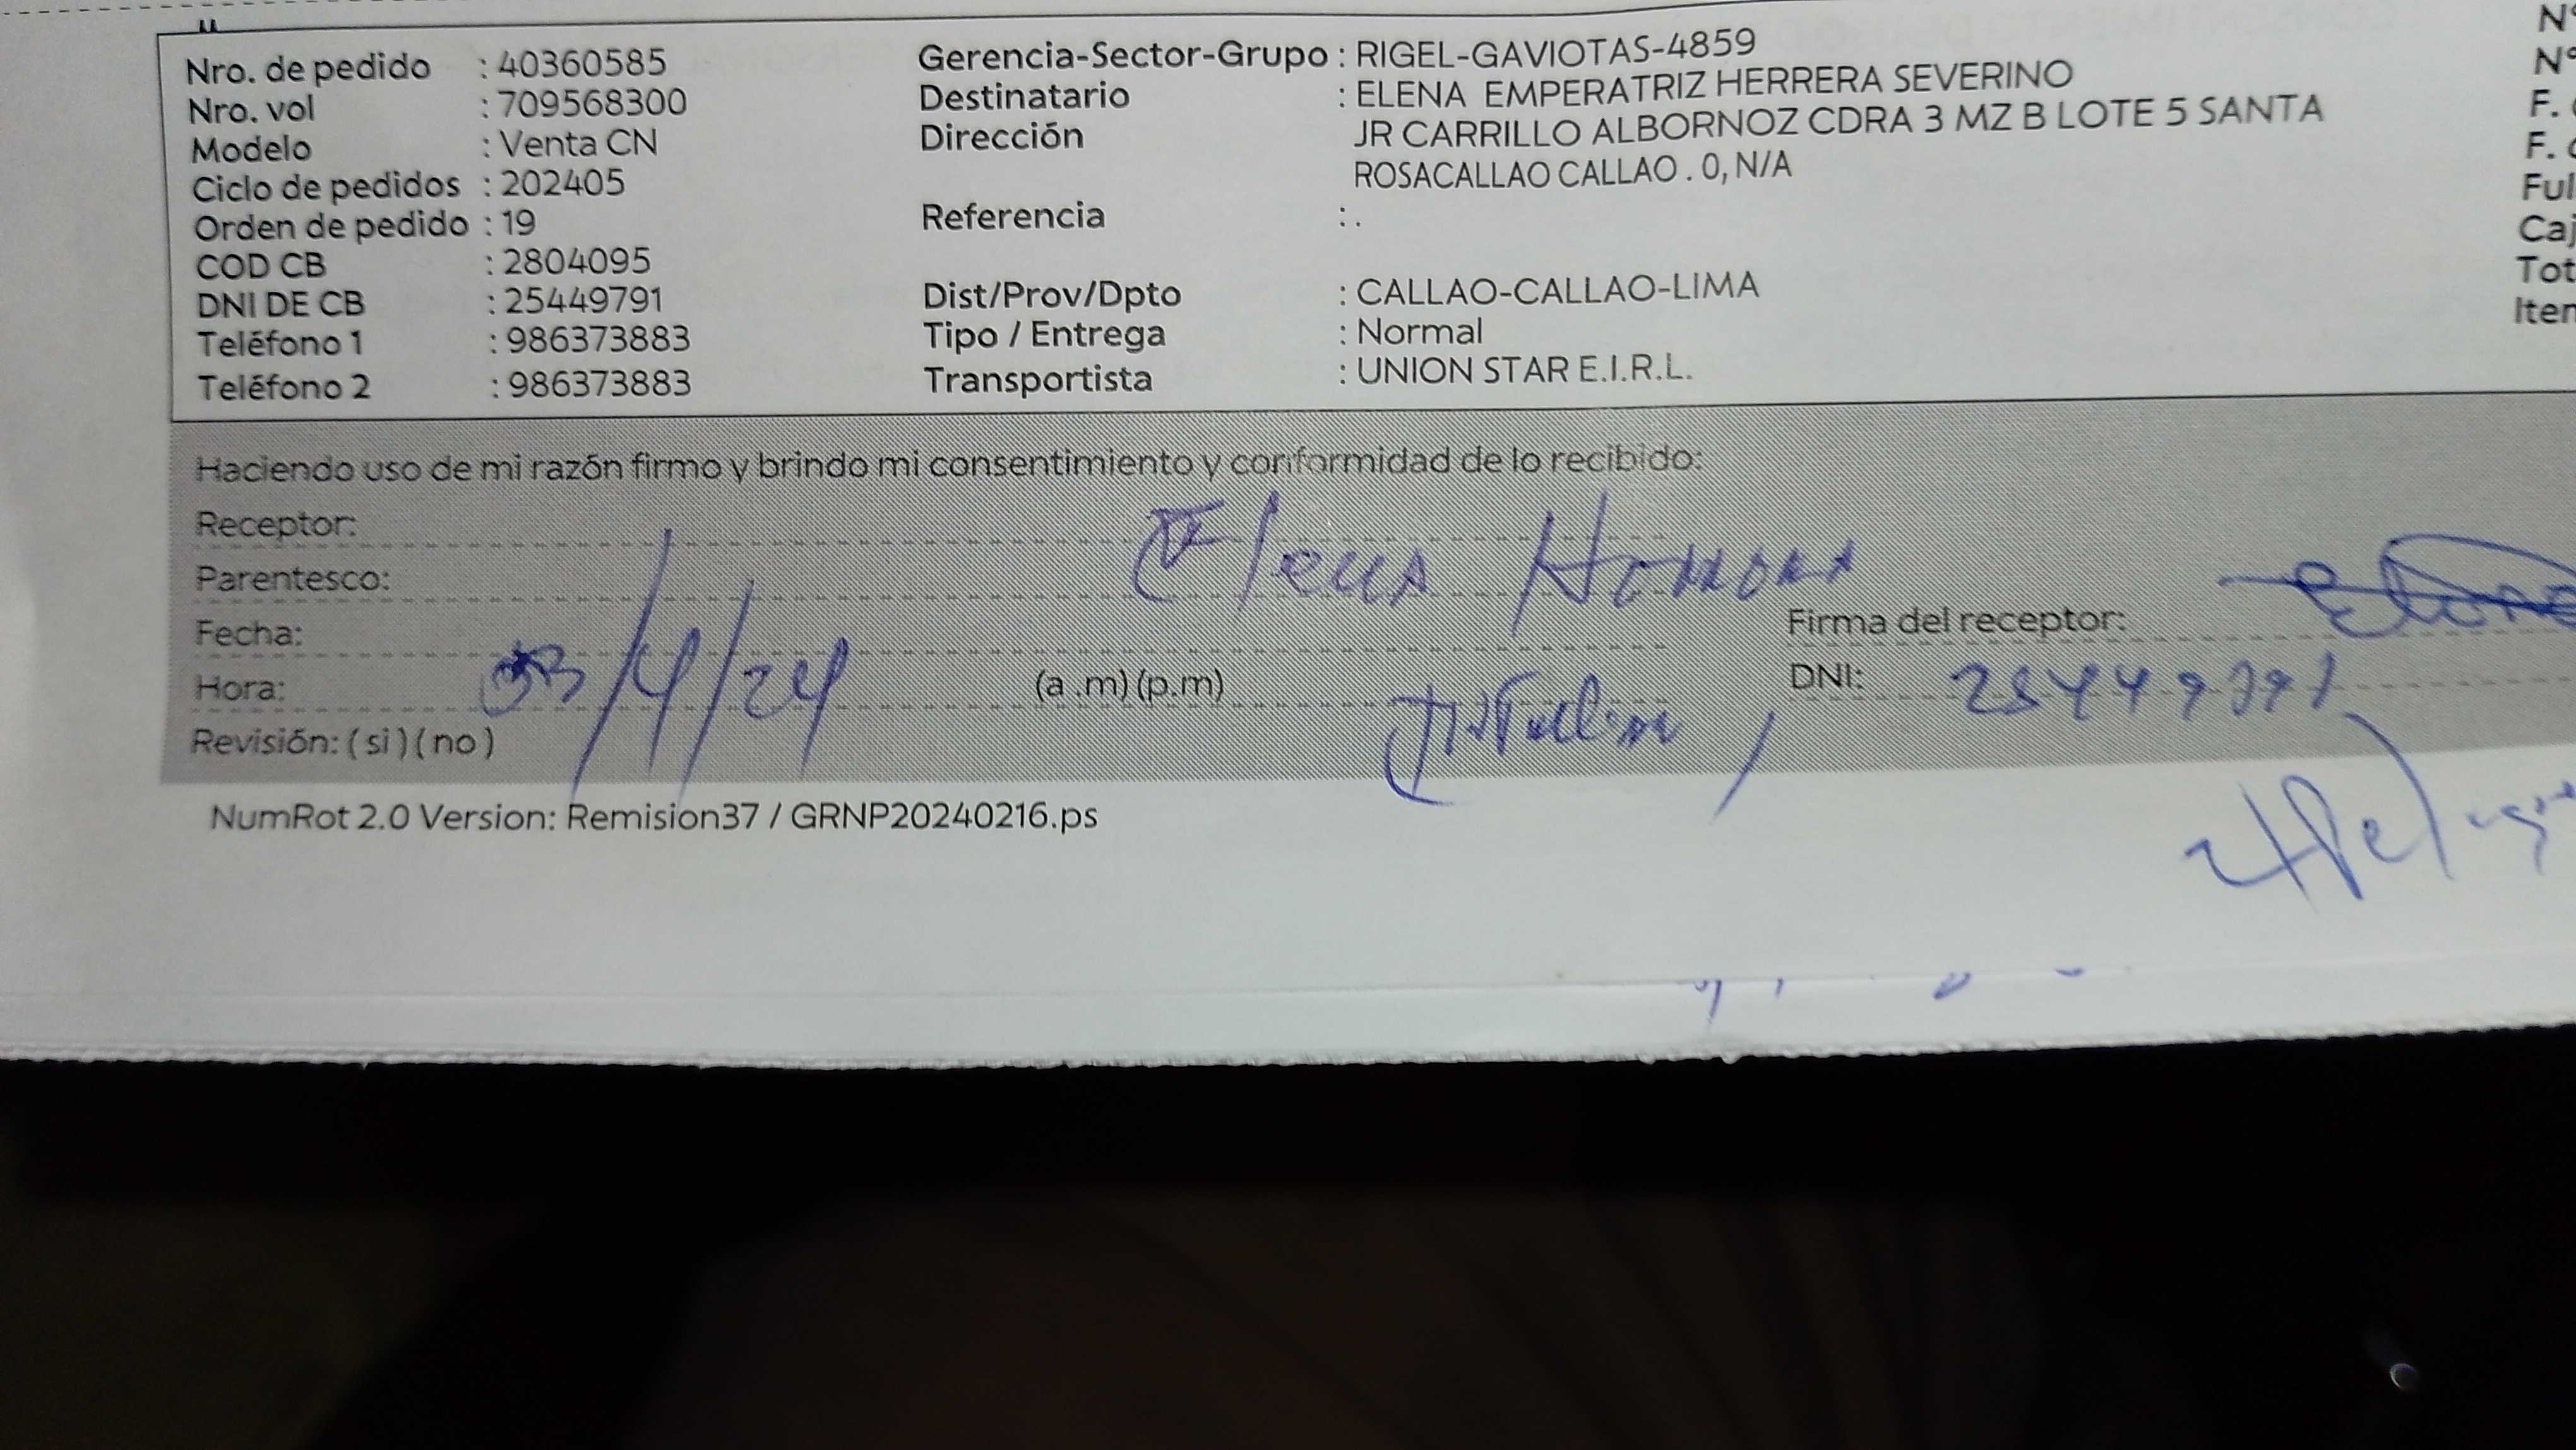 Nro. de pedido : 40360585
Nro. vol : 709568300
Modelo : Venta CN
Ciclo de pedidos : 202405
Orden de pedido : 19
COD CB : 2804095
DNI DE CB : 25449791
Teléfono 1 : 986373883
Teléfono 2 : 986373883
Gerencia-Sector-Grupo : RIGEL-GAVIOTAS-4859
Destinatario : ELENA EMPERATRIZ HERRERA SEVERINO
Dirección JR CARRILLO ALBORNOZ CDRA 3 MZ B LOTE 5 SANTA
ROSACALLAO CALLAO . 0, N/A
Referencia : .
Dist/Prov/Dpto : CALLAO-CALLAO-LIMA
Tipo / Entrega : Normal
Transportista : UNION STAR E.I.R.L.
N°
N°
F.
F.
Haciendo uso de mi razón firmo y brindo mi consentimiento y conformidad de lo recibido:
Receptor: Elena Herrera
Parentesco:
Fecha: 03/4/24
Firma del receptor:
Hora: (a .m) (p.m)
DNI: 25449791
Revisión: ( si ) ( no )
NumRot 2.0 Version: Remision37 / GRNP20240216.ps